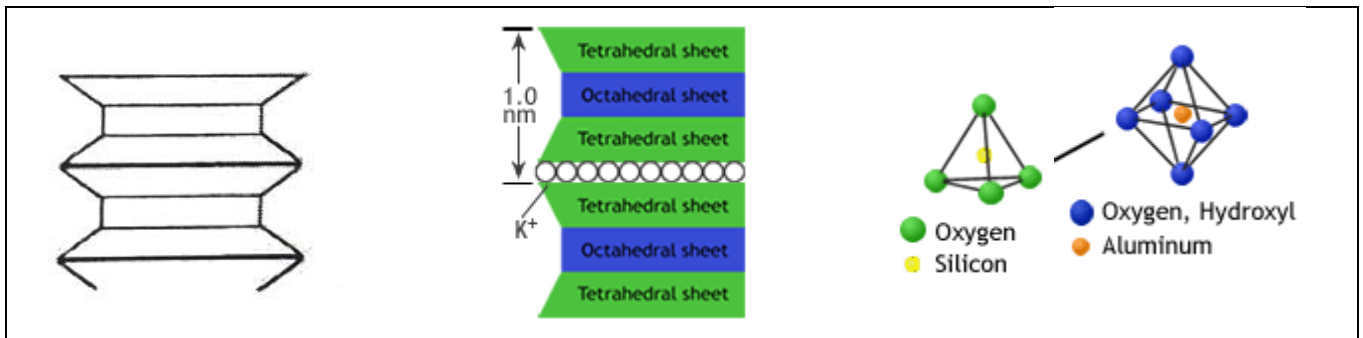 Tetrahedral sheet
1.0
nm
Octahedral sheet
Tetrahedral sheet
K⁺
Tetrahedral sheet
Octahedral sheet
Tetrahedral sheet
Oxygen
Silicon
Oxygen, Hydroxyl
Aluminum